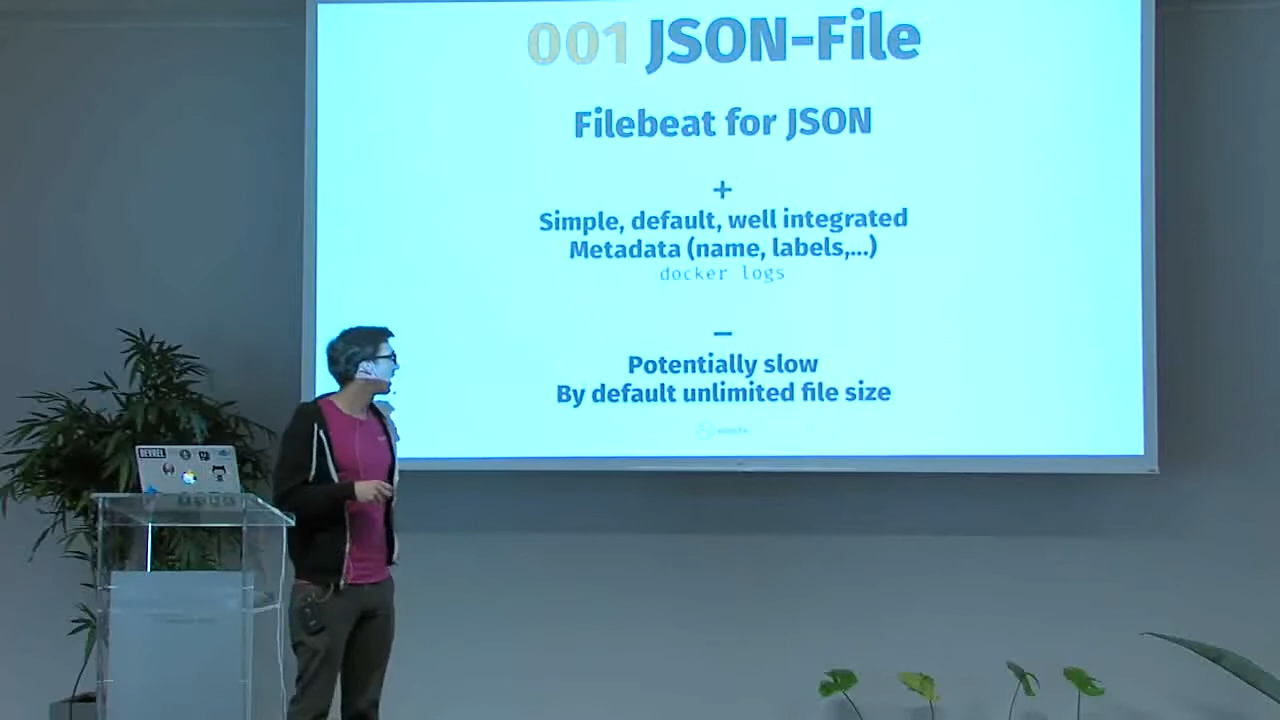 001 JSON-File
Filebeat for JSON
+
Simple, default, well integrated
Metadata (name, labels,...)
docker logs
–
Potentially slow
By default unlimited file size
DEVREL